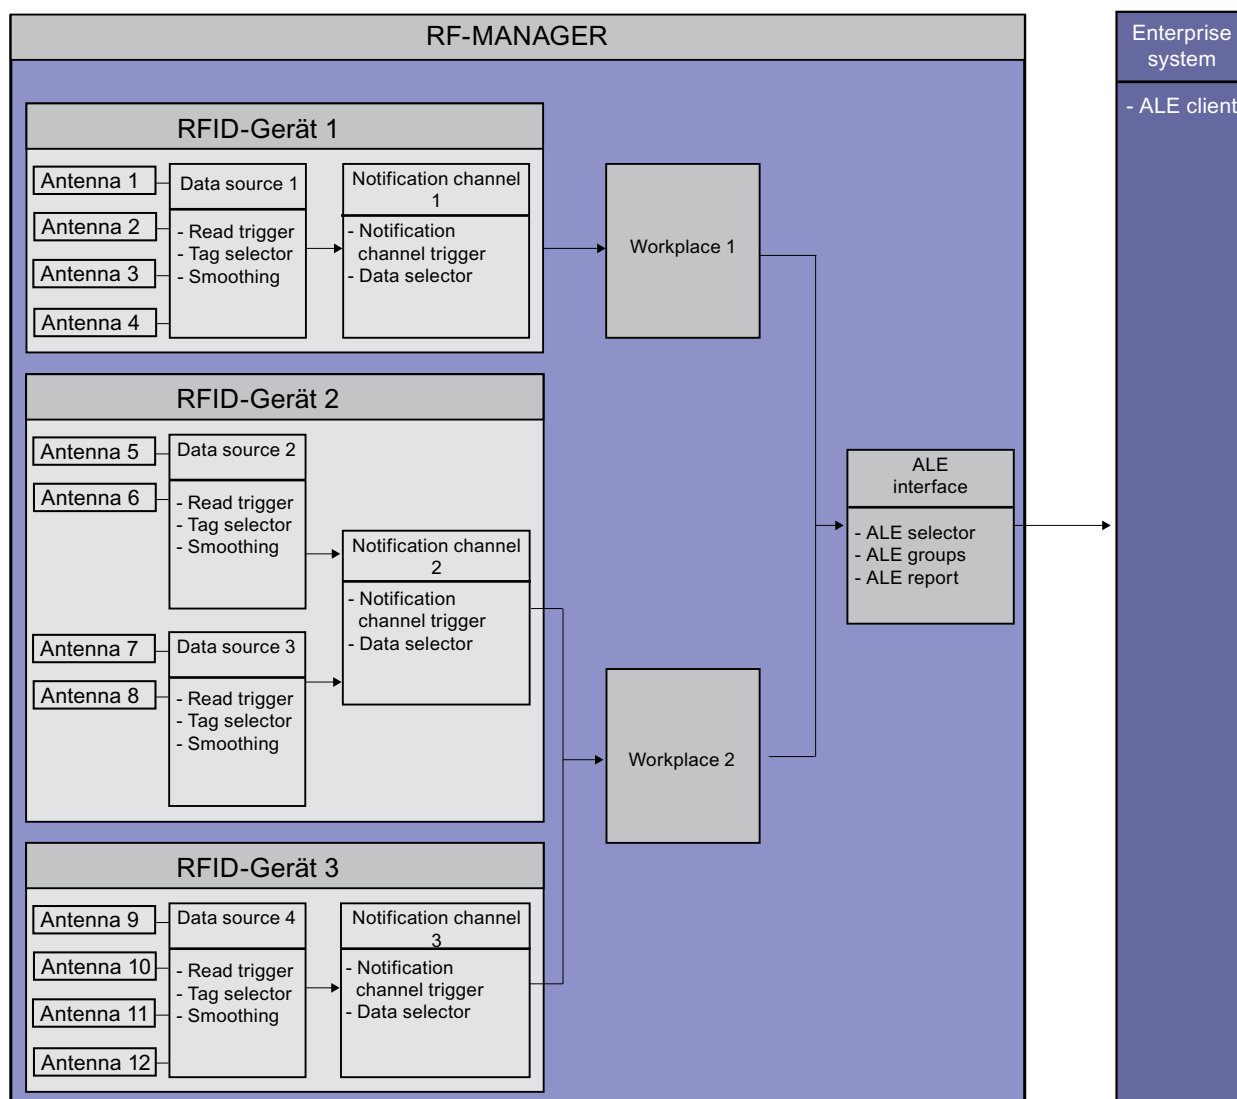 RF-MANAGER
Enterprise
system
- ALE client
RFID-Gerät 1
Antenna 1
Antenna 2
Antenna 3
Antenna 4
Data source 1
- Read trigger
- Tag selector
- Smoothing
Notification channel
1
- Notification
channel trigger
- Data selector
Workplace 1
RFID-Gerät 2
Antenna 5
Antenna 6
Data source 2
- Read trigger
- Tag selector
- Smoothing
Antenna 7
Antenna 8
Data source 3
- Read trigger
- Tag selector
- Smoothing
Notification channel
2
- Notification
channel trigger
- Data selector
Workplace 2
ALE
interface
- ALE selector
- ALE groups
- ALE report
RFID-Gerät 3
Antenna 9
Antenna 10
Antenna 11
Antenna 12
Data source 4
- Read trigger
- Tag selector
- Smoothing
Notification channel
3
- Notification
channel trigger
- Data selector